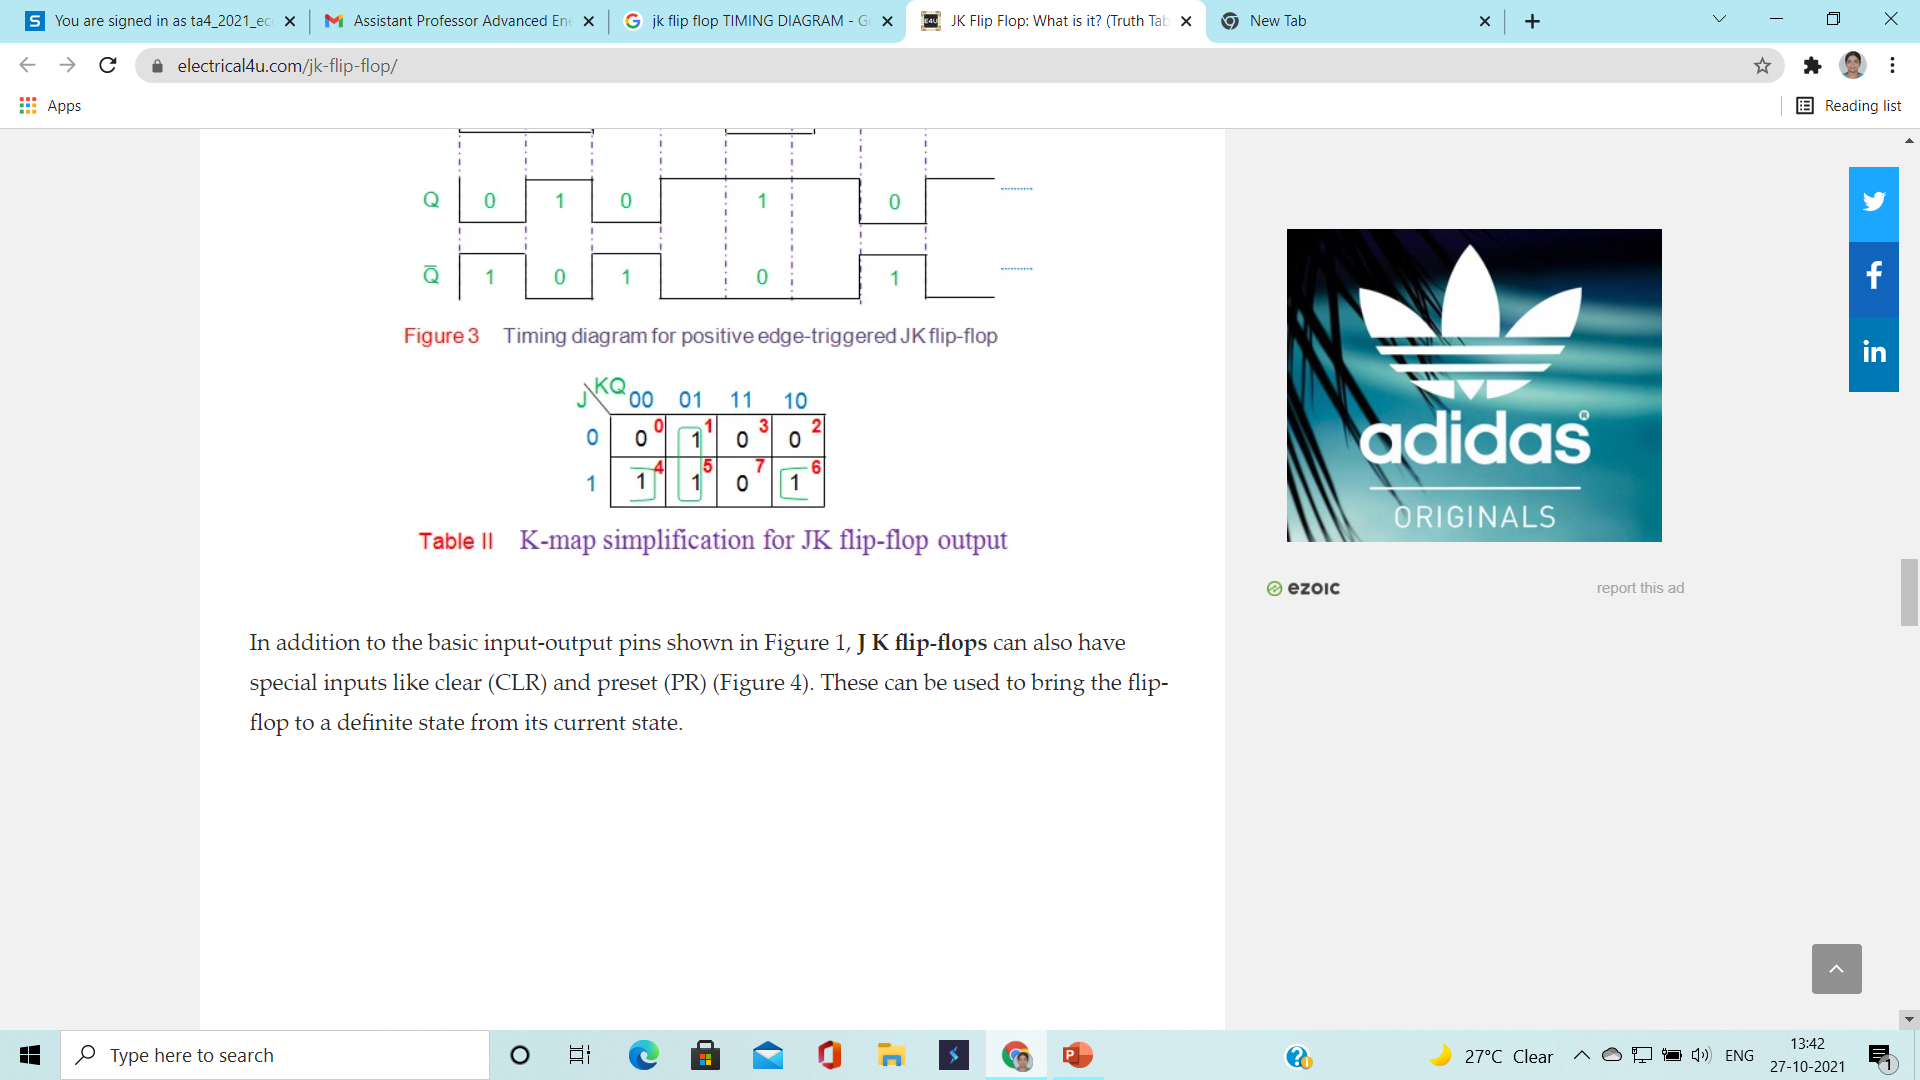 You are signed in as ta4_2021_ec
Assistant Professor Advanced En
jk flip flop TIMING DIAGRAM - G
JK Flip Flop: What is it? (Truth Tab
New Tab
electrical4u.com/jk-flip-flop/
Apps
Reading list
Q 0 1 0 1 0
Q̅ 1 0 1 0 1
Figure 3 Timing diagram for positive edge-triggered JK flip-flop
J KQ 00 01 11 10
0 0 0 1 1 0 3 0 2
1 1 4 1 5 0 7 1 6
Table II K-map simplification for JK flip-flop output
In addition to the basic input-output pins shown in Figure 1, J K flip-flops can also have
special inputs like clear (CLR) and preset (PR) (Figure 4). These can be used to bring the flip-
flop to a definite state from its current state.
adidas®
ORIGINALS
ezoic
report this ad
Type here to search
27°C Clear
ENG
13:42
27-10-2021
1